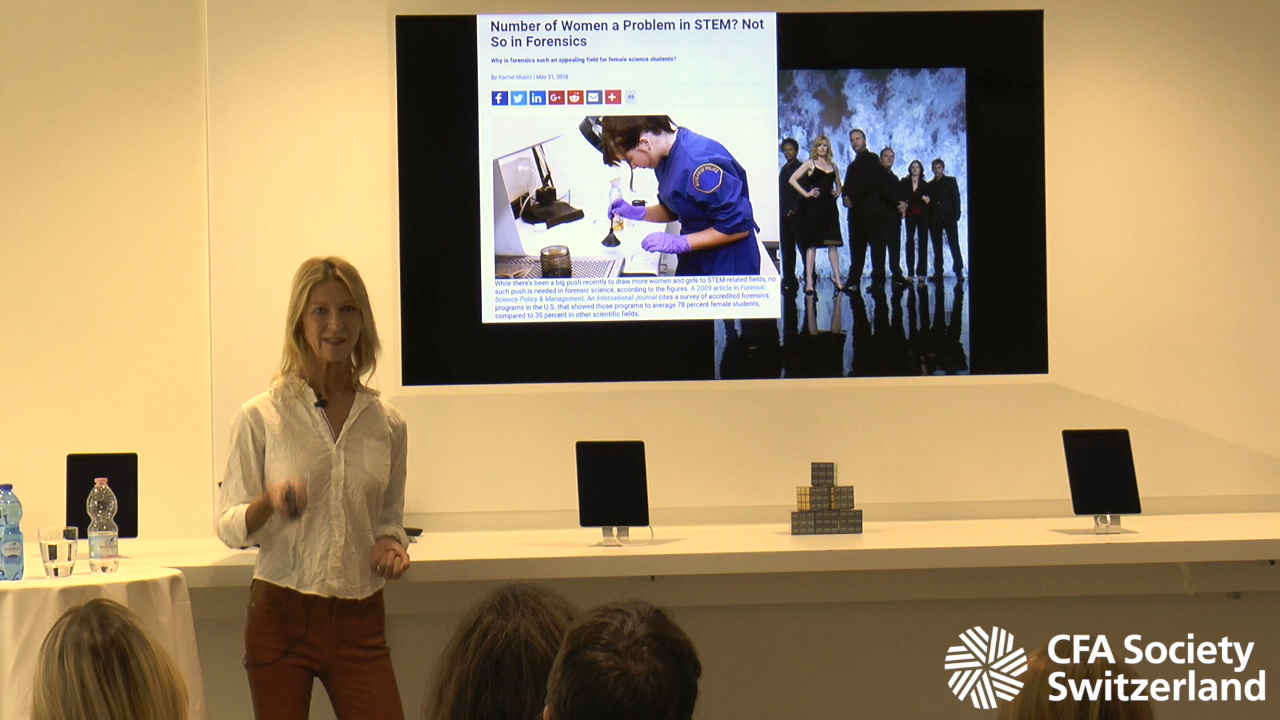 Number of Women a Problem in STEM? Not
So in Forensics
Why is forensics such an appealing field for female science students?
By Rachel Muenz | May 31, 2016
While there's been a big push recently to draw more women and girls to STEM-related fields, no
such push is needed in forensic science, according to the figures. A 2009 article in Forensic
Science Policy & Management: An International Journal cites a survey of accredited forensics
programs in the U.S. that showed those programs to average 78 percent female students,
compared to 35 percent in other scientific fields.
CFA Society
Switzerland